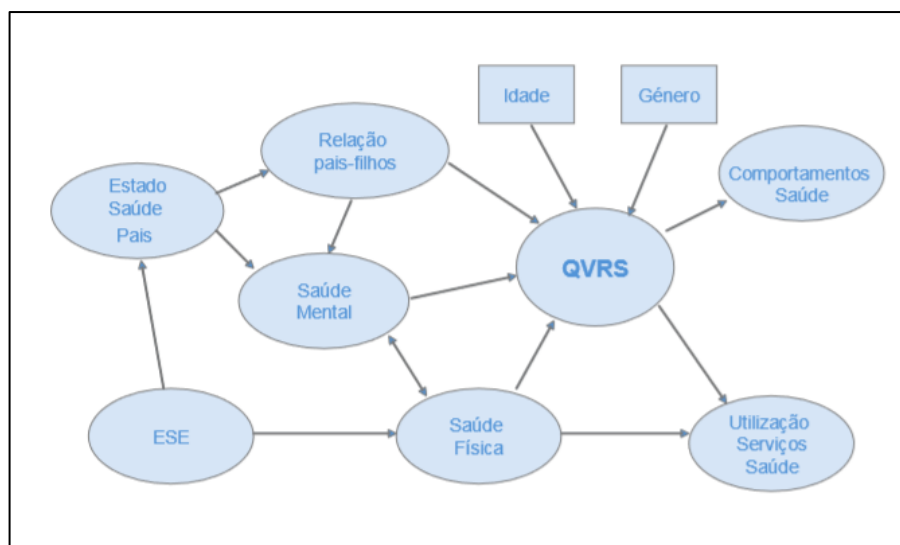 Idade
Género
Relação
pais-filhos
Comportamentos
Saúde
Estado
Saúde
Pais
QVRS
Saúde
Mental
ESE
Saúde
Física
Utilização
Serviços
Saúde